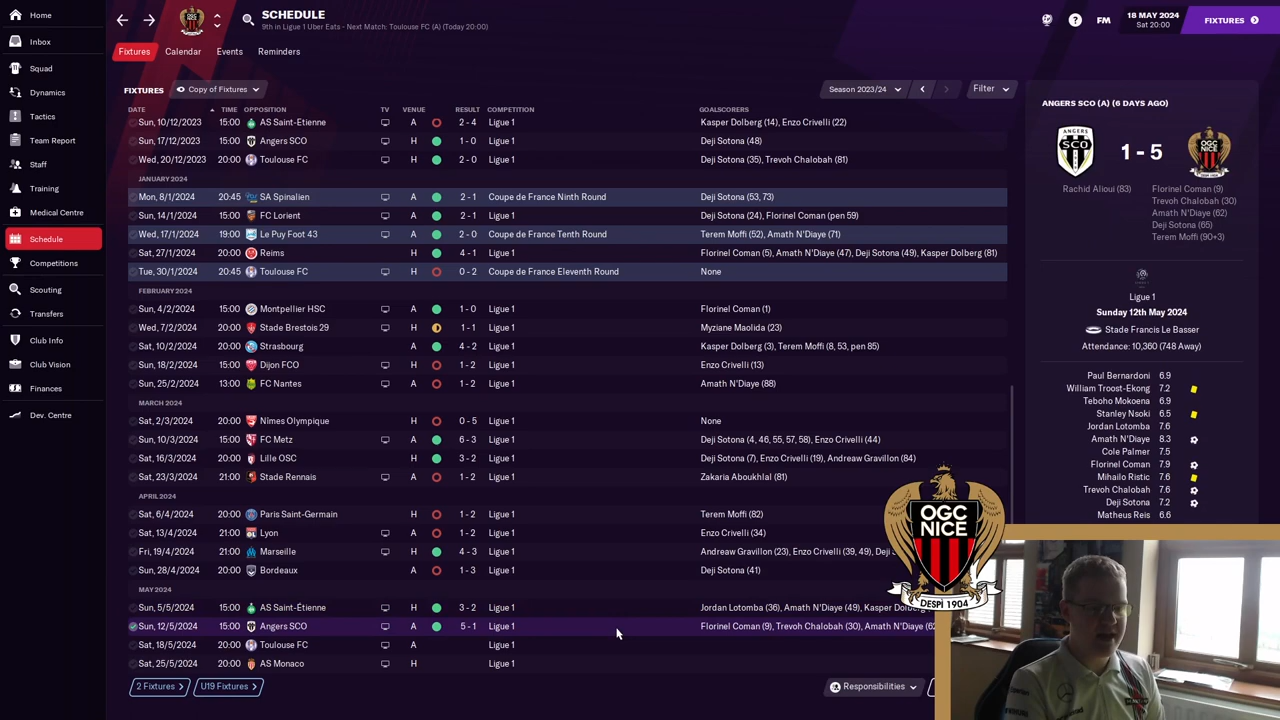 Home
SCHEDULE
9th in Ligue 1 Uber Eats - Next Match: Toulouse FC (A) (Today 20:00)
FM
18 MAY 2024
Sat 20:00
FIXTURES
Inbox
Squad
Dynamics
Tactics
Team Report
Staff
Training
Medical Centre
Schedule
Competitions
Scouting
Transfers
Club Info
Club Vision
Finances
Dev. Centre
Fixtures Calendar Events Reminders
FIXTURES Copy of Fixtures Season 2023/24 Filter
DATE TIME OPPOSITION TV VENUE RESULT COMPETITION GOALSCORERS
Sun, 10/12/2023 15:00 AS Saint-Etienne A 2 - 4 Ligue 1 Kasper Dolberg (14), Enzo Crivelli (22)
Sun, 17/12/2023 15:00 Angers SCO H 1 - 0 Ligue 1 Deji Sotona (48)
Wed, 20/12/2023 20:00 Toulouse FC H 2 - 0 Ligue 1 Deji Sotona (35), Trevoh Chalobah (81)
JANUARY 2024
Mon, 8/1/2024 20:45 SA Spinalien A 2 - 1 Coupe de France Ninth Round Deji Sotona (53, 73)
Sun, 14/1/2024 15:00 FC Lorient A 2 - 1 Ligue 1 Deji Sotona (24), Florinel Coman (pen 59)
Wed, 17/1/2024 19:00 Le Puy Foot 43 A 2 - 0 Coupe de France Tenth Round Terem Moffi (52), Amath N'Diaye (71)
Sat, 27/1/2024 20:00 Reims H 4 - 1 Ligue 1 Florinel Coman (5), Amath N'Diaye (47), Deji Sotona (49), Kasper Dolberg (81)
Tue, 30/1/2024 20:45 Toulouse FC H 0 - 2 Coupe de France Eleventh Round None
FEBRUARY 2024
Sun, 4/2/2024 15:00 Montpellier HSC A 1 - 0 Ligue 1 Florinel Coman (1)
Wed, 7/2/2024 20:00 Stade Brestois 29 H 1 - 1 Ligue 1 Myziane Maolida (23)
Sat, 10/2/2024 20:00 Strasbourg A 4 - 2 Ligue 1 Kasper Dolberg (3), Terem Moffi (8, 53, pen 85)
Sun, 18/2/2024 15:00 Dijon FCO H 1 - 2 Ligue 1 Enzo Crivelli (13)
Sun, 25/2/2024 13:00 FC Nantes A 1 - 2 Ligue 1 Amath N'Diaye (88)
MARCH 2024
Sat, 2/3/2024 20:00 Nîmes Olympique H 0 - 5 Ligue 1 None
Sun, 10/3/2024 15:00 FC Metz A 6 - 3 Ligue 1 Deji Sotona (4, 46, 55, 57, 58), Enzo Crivelli (44)
Sat, 16/3/2024 20:00 Lille OSC H 3 - 2 Ligue 1 Deji Sotona (7), Enzo Crivelli (19), Andreaw Gravillon (84)
Sat, 23/3/2024 21:00 Stade Rennais A 1 - 2 Ligue 1 Zakaria Aboukhlal (81)
APRIL 2024
Sat, 6/4/2024 20:00 Paris Saint-Germain H 1 - 2 Ligue 1 Terem Moffi (82)
Sat, 13/4/2024 21:00 Lyon A 1 - 2 Ligue 1 Enzo Crivelli (34)
Fri, 19/4/2024 21:00 Marseille H 4 - 3 Ligue 1 Andreaw Gravillon (23), Enzo Crivelli (39, 49), De
Sun, 28/4/2024 20:00 Bordeaux A 1 - 3 Ligue 1 Deji Sotona (41)
MAY 2024
Sun, 5/5/2024 15:00 AS Saint-Etienne H 3 - 2 Ligue 1 Jordan Lotomba (36), Amath N'Diaye (49), Kasper Dolbe
Sun, 12/5/2024 15:00 Angers SCO A 5 - 1 Ligue 1 Florinel Coman (9), Trevoh Chalobah (30), Amath N'Diaye (62
Sat, 18/5/2024 20:00 Toulouse FC A Ligue 1
Sat, 25/5/2024 20:00 AS Monaco H Ligue 1
2 Fixtures U19 Fixtures Responsibilities
ANGERS SCO (A) (6 DAYS AGO)
ANGERS SCO 1 - 5 OGC NICE
Rachid Alioui (83)
Florinel Coman (9)
Trevoh Chalobah (30)
Amath N'Diaye (62)
Deji Sotona (65)
Terem Moffi (90+3)
Ligue 1
Sunday 12th May 2024
Stade Francis Le Basser
Attendance: 10,360 (748 Away)
Paul Bernardoni 6.9
William Troost-Ekong 7.2
Teboho Mokoena 6.9
Stanley Nsoki 6.5
Jordan Lotomba 7.6
Amath N'Diaye 8.3
Cole Palmer 7.5
Florinel Coman 7.9
Mihailo Ristic 7.6
Trevoh Chalobah 7.6
Deji Sotona 7.2
Matheus Reis 6.6
OGC
NICE
DESPÍ 1904